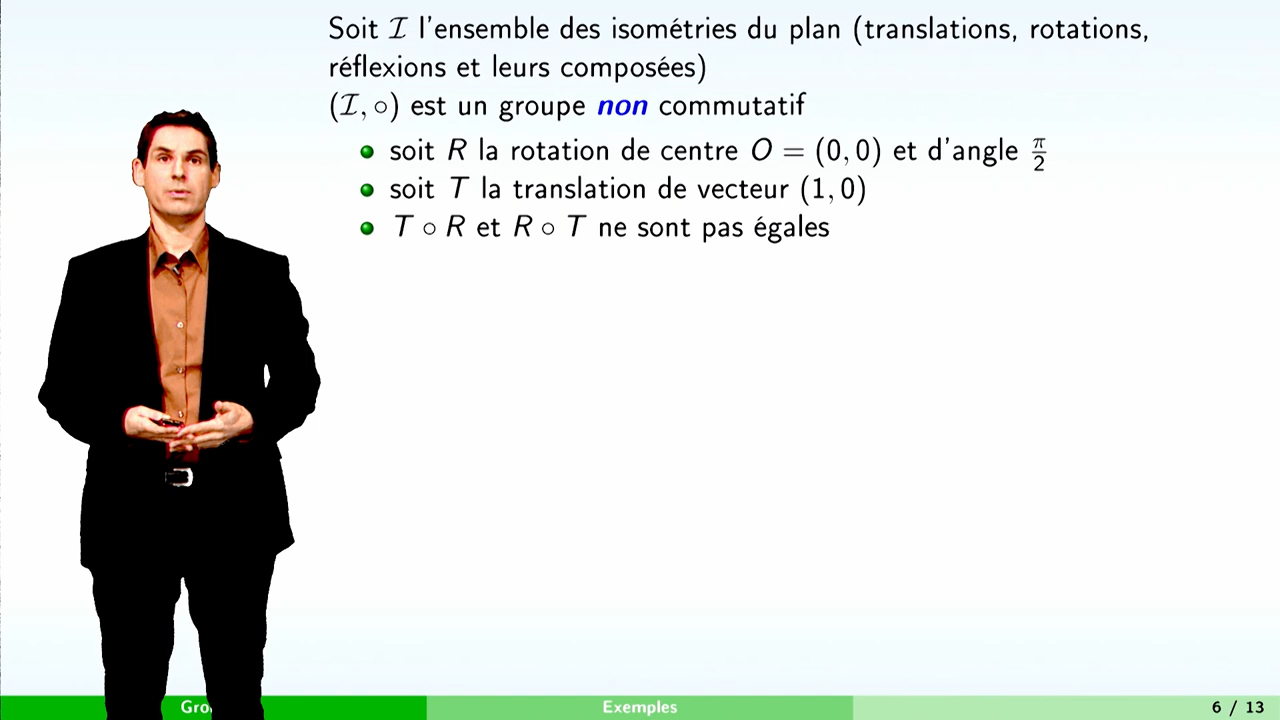 Soit ℐ l'ensemble des isométries du plan (translations, rotations,
réflexions et leurs composées)
(ℐ, ∘) est un groupe non commutatif
soit R la rotation de centre O = (0, 0) et d'angle π/2
soit T la translation de vecteur (1, 0)
T ∘ R et R ∘ T ne sont pas égales
Exemples
6 / 13